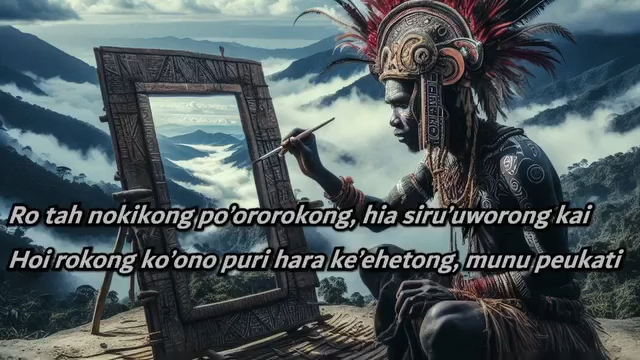 Ro tah nokikong po’ororokong, hia siru’uworong kai
Hoi rokong ko’ono puri hara ke’ehetong, munu peukati